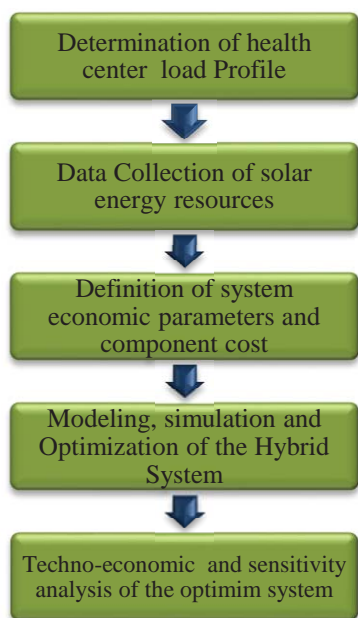 Determination of health
center load Profile
Data Collection of solar
energy resources
Definition of system
economic parameters and
component cost
Modeling, simulation and
Optimization of the Hybrid
System
Techno-economic and sensitivity
analysis of the optimim system